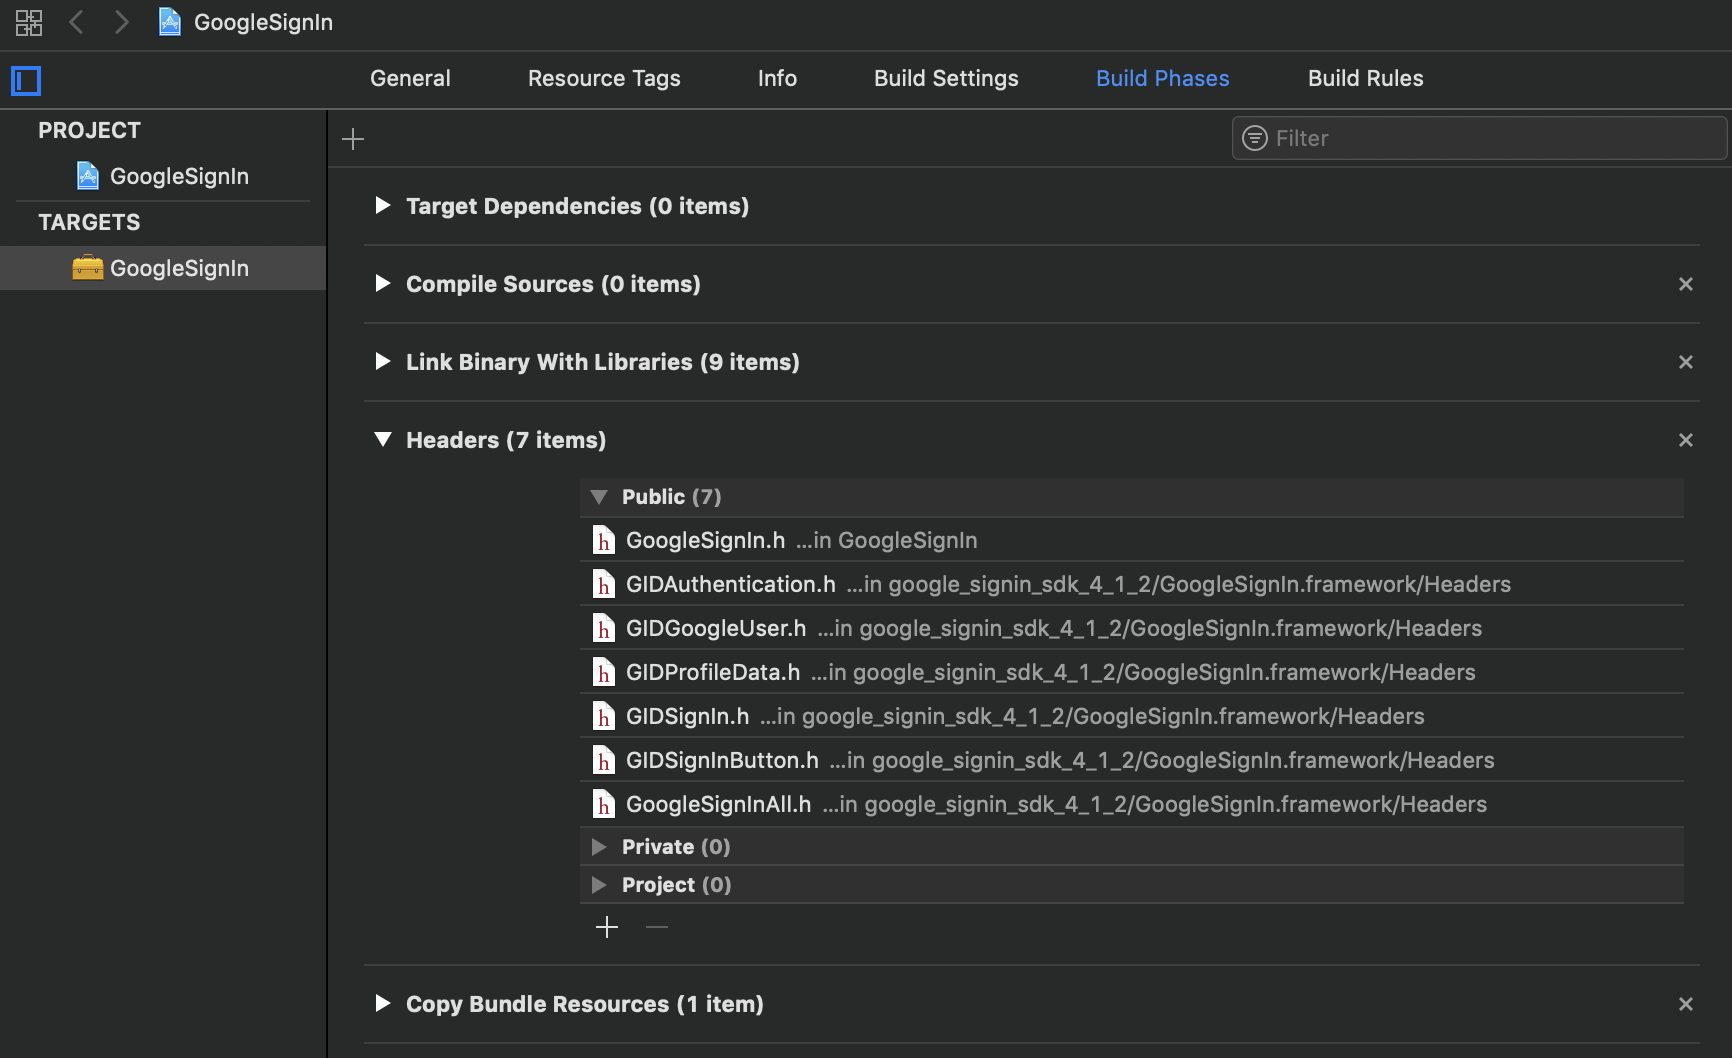 GoogleSignIn
General Resource Tags Info Build Settings Build Phases Build Rules
PROJECT
GoogleSignIn
TARGETS
GoogleSignIn
Filter
Target Dependencies (0 items)
Compile Sources (0 items)
Link Binary With Libraries (9 items)
Headers (7 items)
Public (7)
GoogleSignIn.h ...in GoogleSignIn
GIDAuthentication.h ...in google_signin_sdk_4_1_2/GoogleSignIn.framework/Headers
GIDGoogleUser.h ...in google_signin_sdk_4_1_2/GoogleSignIn.framework/Headers
GIDProfileData.h ...in google_signin_sdk_4_1_2/GoogleSignIn.framework/Headers
GIDSignIn.h ...in google_signin_sdk_4_1_2/GoogleSignIn.framework/Headers
GIDSignInButton.h ...in google_signin_sdk_4_1_2/GoogleSignIn.framework/Headers
GoogleSignInAll.h ...in google_signin_sdk_4_1_2/GoogleSignIn.framework/Headers
Private (0)
Project (0)
Copy Bundle Resources (1 item)